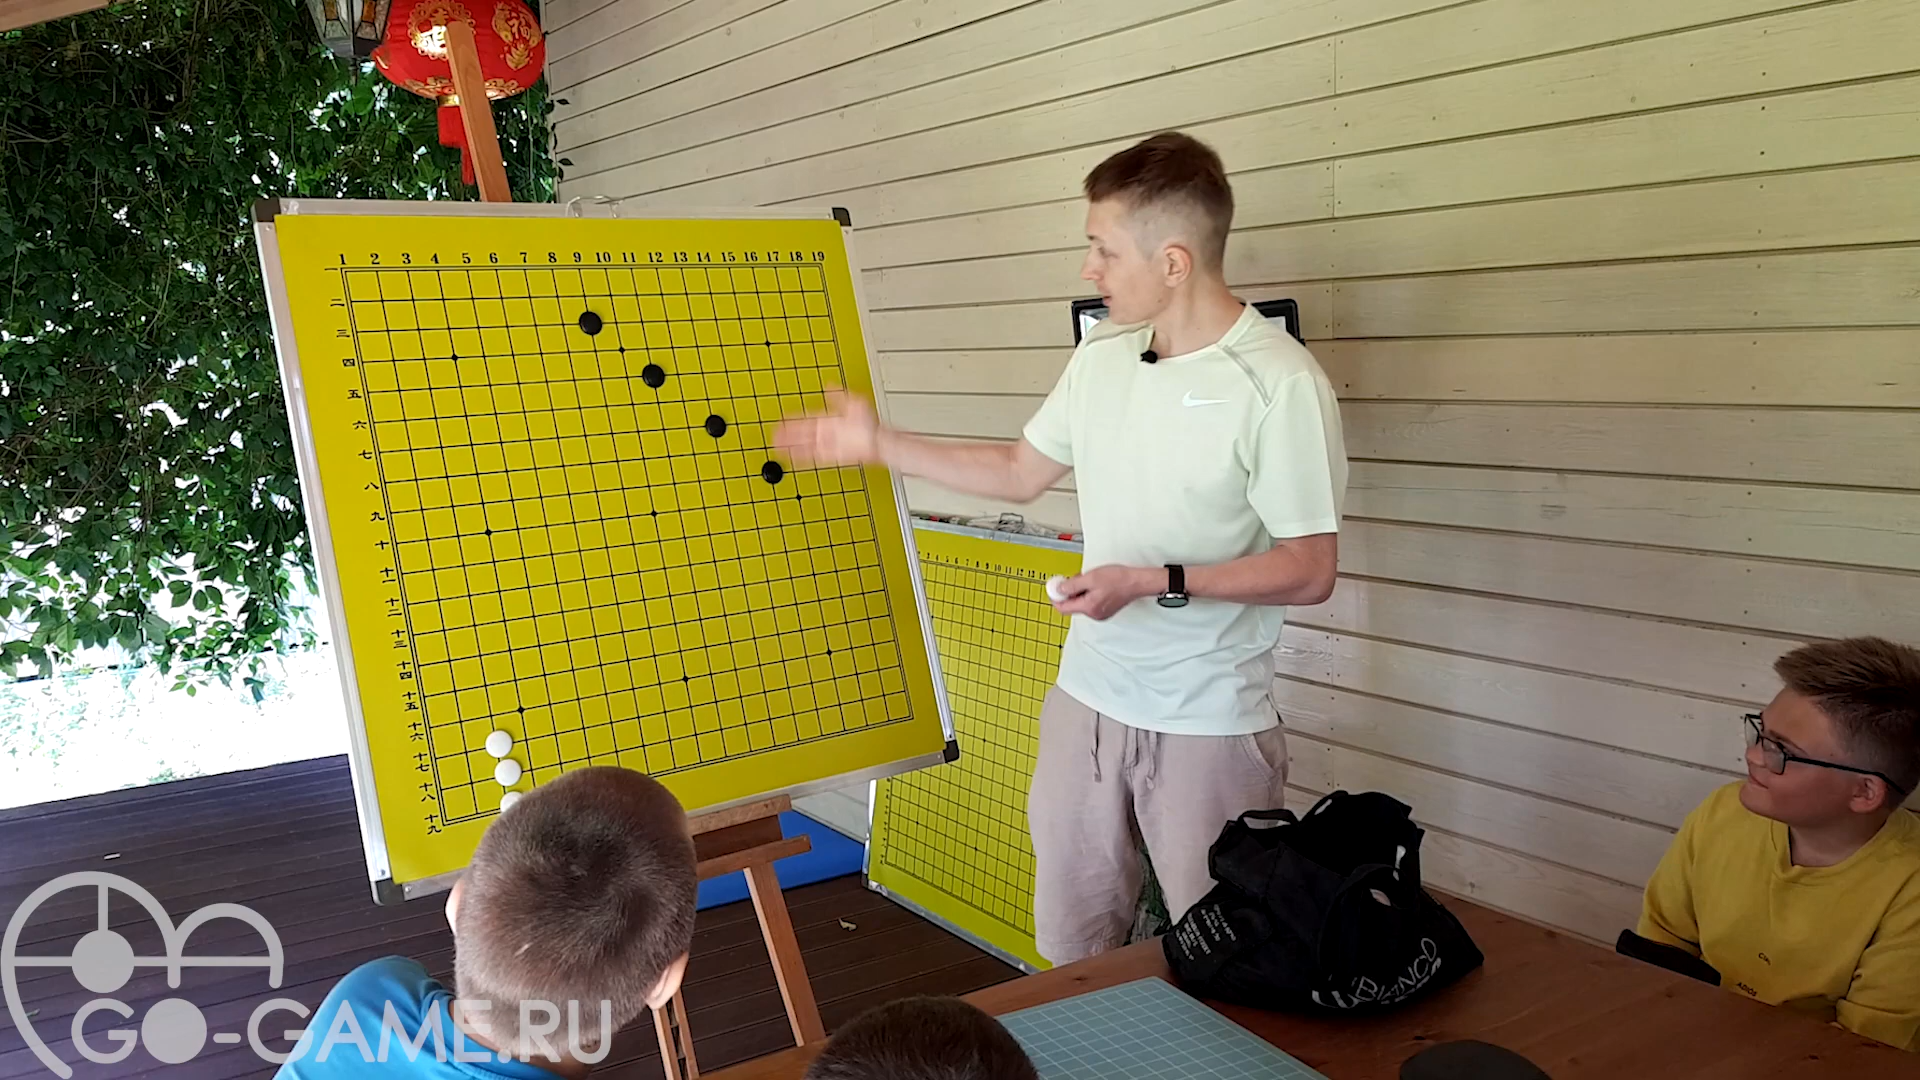 福
1 2 3 4 5 6 7 8 9 10 11 12 13 14 15 16 17 18 19
一
二
三
四
五
六
七
八
九
十
十一
十二
十三
十四
十五
十六
十七
十八
十九
GO-GAME.RU